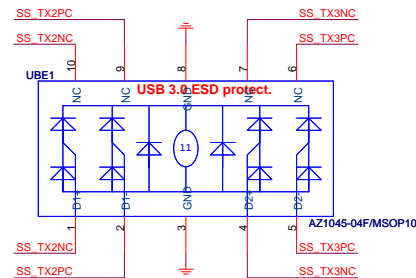 SS_TX2PC
SS_TX3NC
SS_TX2NC
SS_TX3PC
10
9
8
7
6
UBE1
USB 3.0 ESD protect.
NC
NC
GND
NC
NC
11
D1+
D1-
GND
D2+
D2-
AZ1045-04F/MSOP10
1
2
3
4
5
SS_TX2NC
SS_TX3PC
SS_TX2PC
SS_TX3NC